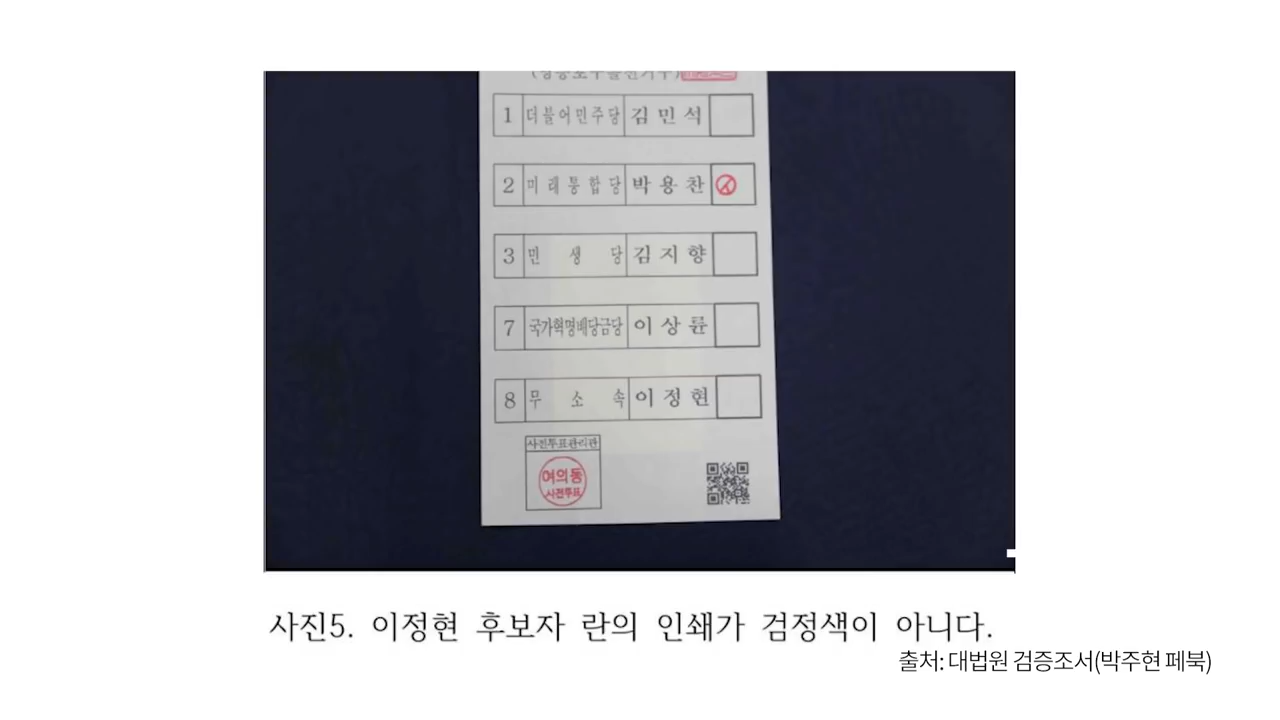 1 더불어민주당 김민석
2 미래통합당 박용찬
3 민생당 김지향
7 국가혁명배당금당 이상륜
8 무소속 이정현
사전투표관리관
여의동
사전투표
사진5. 이정현 후보자 란의 인쇄가 검정색이 아니다.
출처: 대법원 검증조서(박주현 페북)